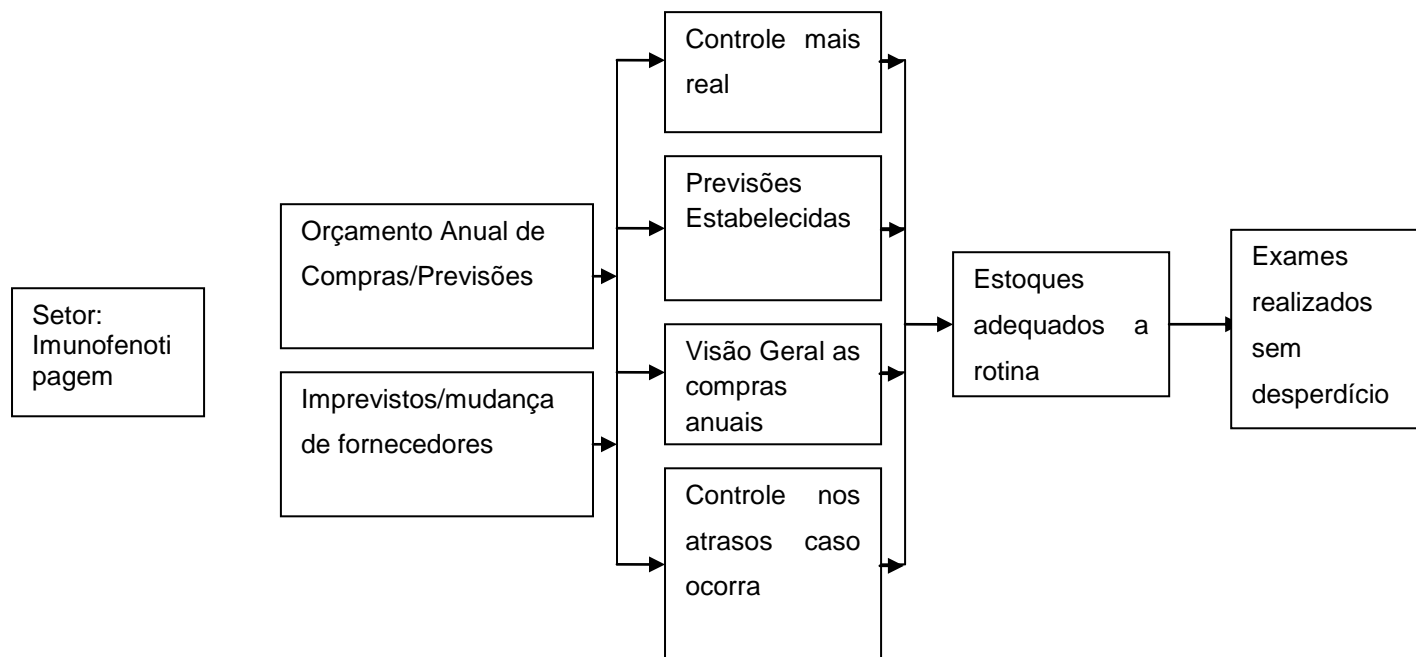 Setor:
Imunofenoti
pagem
Orçamento Anual de
Compras/Previsões
Imprevistos/mudança
de fornecedores
Controle mais
real
Previsões
Estabelecidas
Visão Geral as
compras
anuais
Controle nos
atrasos caso
ocorra
Estoques
adequados a
rotina
Exames
realizados
sem
desperdício